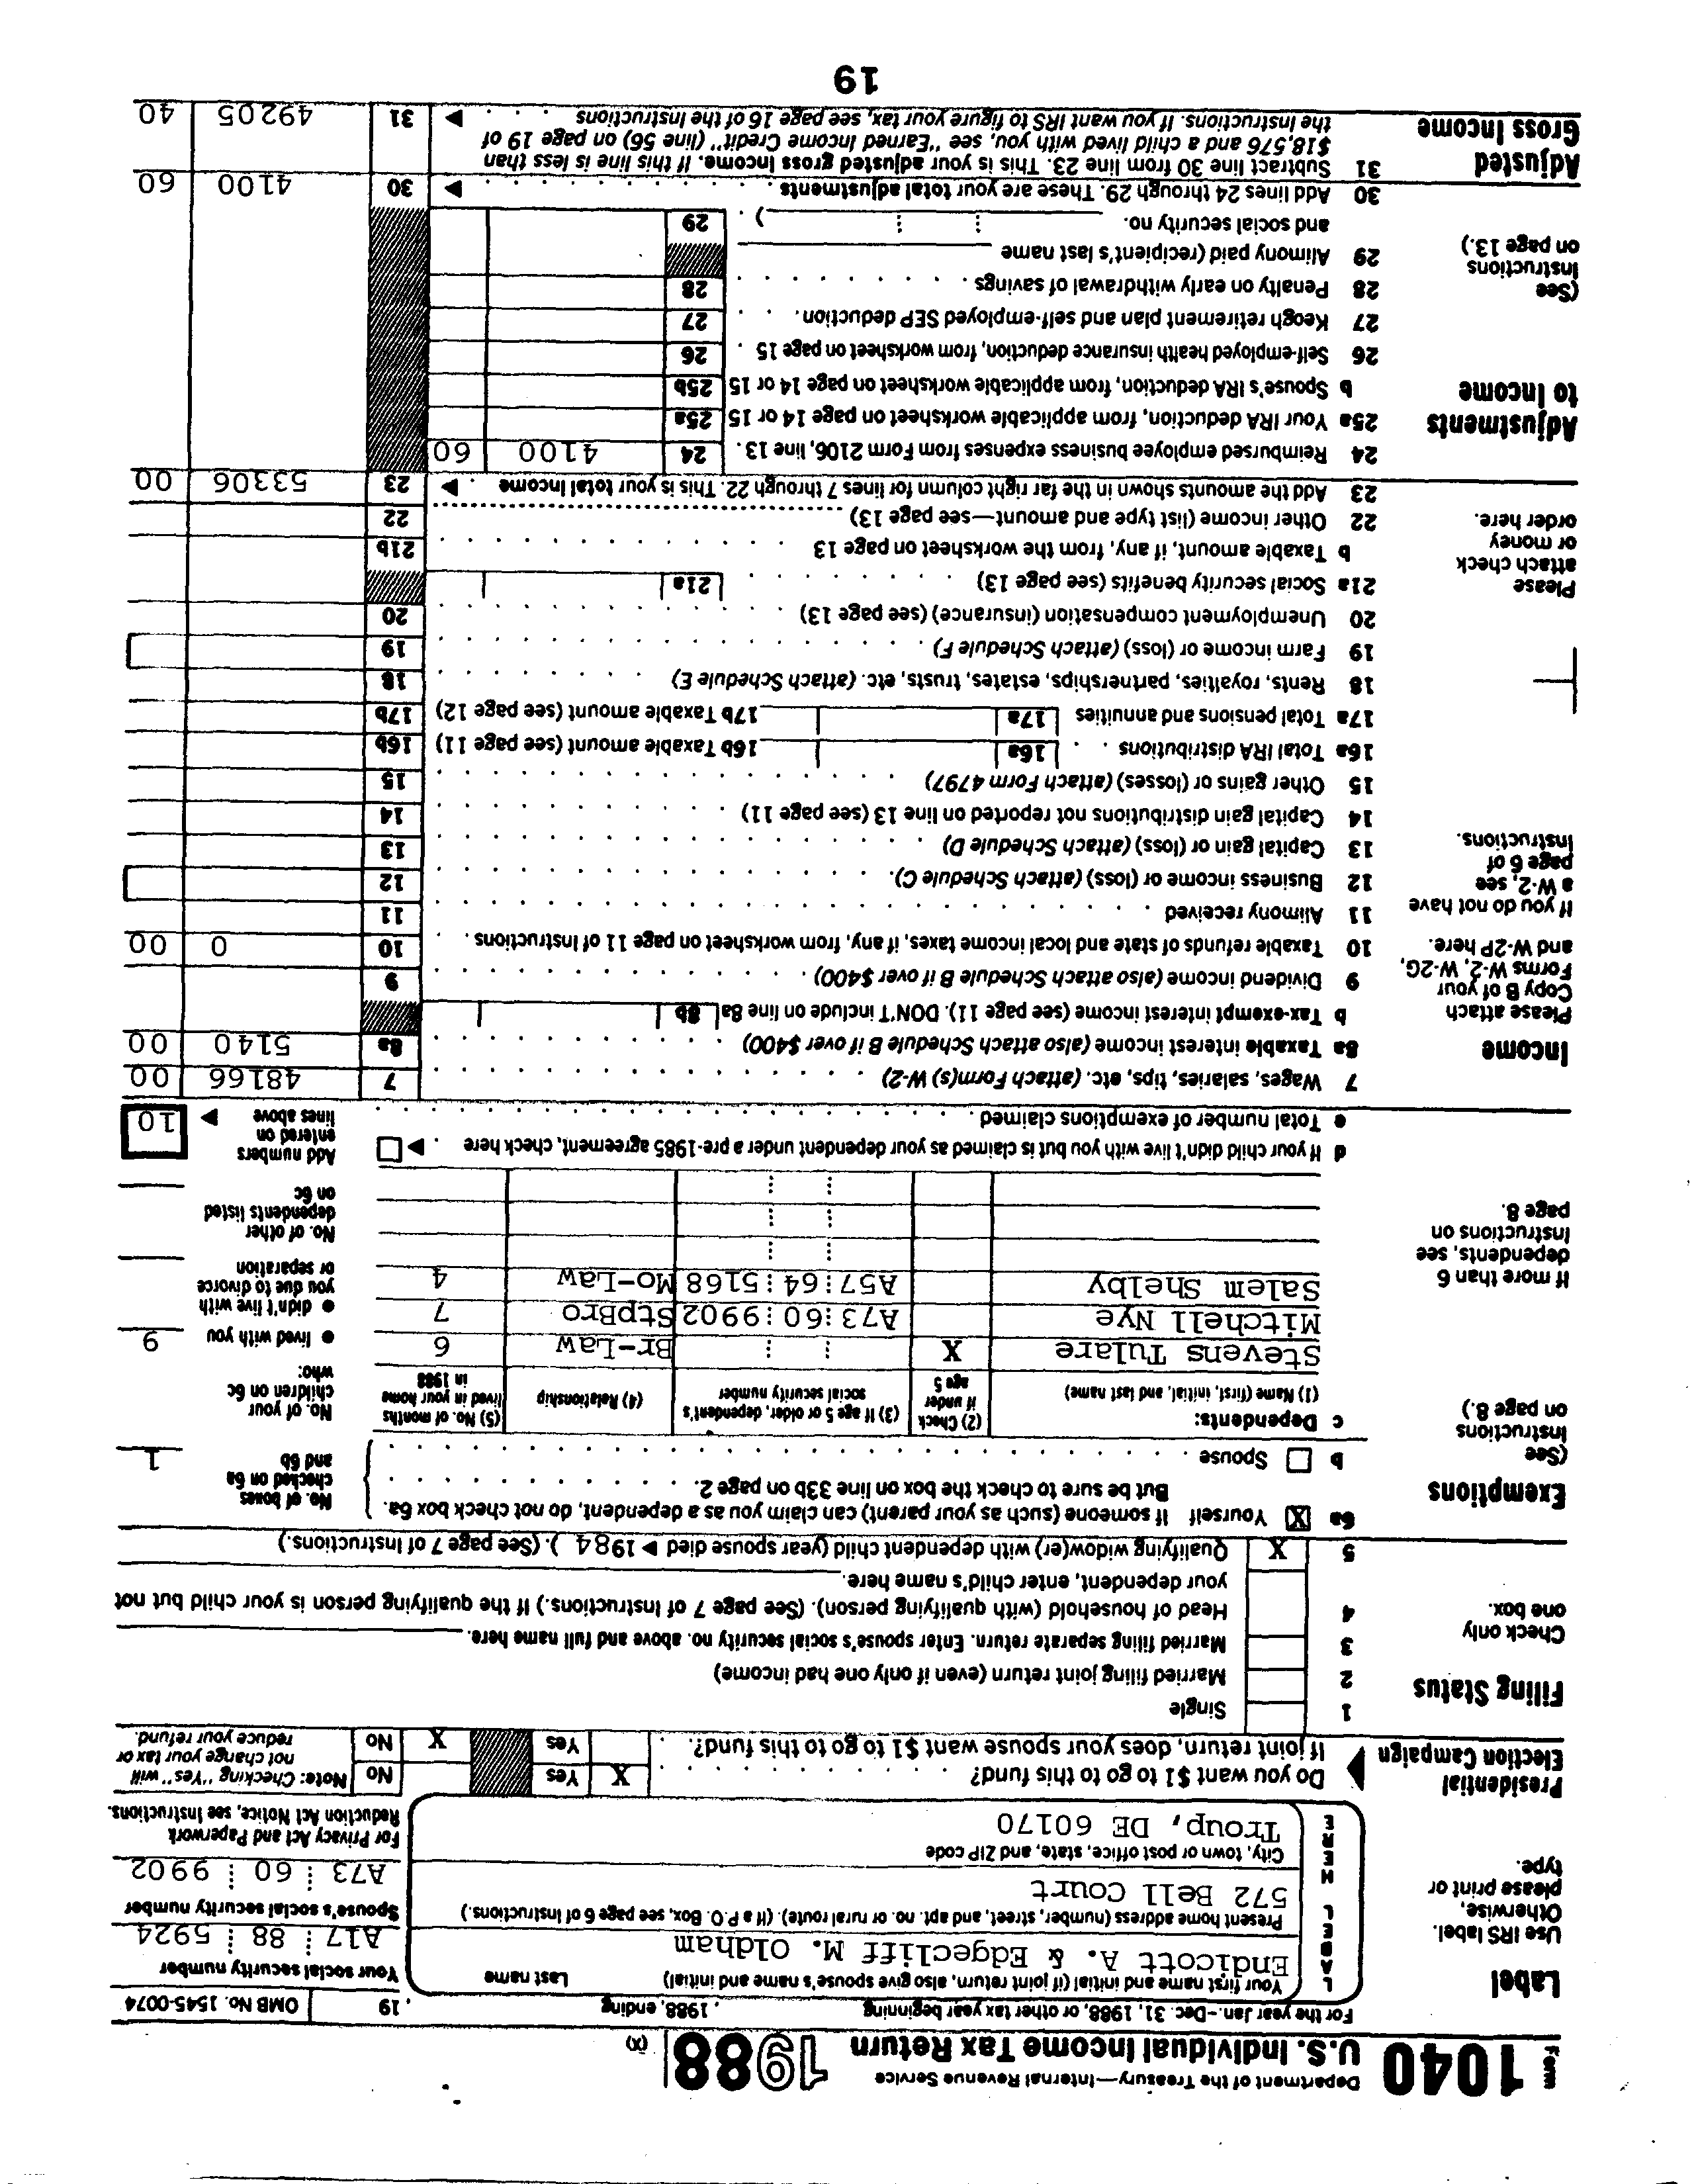 Form 1040 Department of the Treasury—Internal Revenue Service
U.S. Individual Income Tax Return 1988 (X)
For the year Jan.-Dec. 31, 1988, or other tax year beginning , 1988, ending , 19 OMB No. 1545-0074
Label
Use IRS label. Otherwise, please print or type.
LABEL HERE
Your first name and initial (if joint return, also give spouse's name and initial) Last name
Endicott A. & Edgecliff M. Oldham
Your social security number
A17 88 5924
Present home address (number, street, and apt. no. or rural route). (If a P.O. Box, see page 6 of Instructions.)
572 Bell Court
Spouse's social security number
A73 60 9902
City, town or post office, state, and ZIP code
Troup, DE 60170
For Privacy Act and Paperwork Reduction Act Notice, see Instructions.
Presidential Election Campaign
Do you want $1 to go to this fund? X Yes No
If joint return, does your spouse want $1 to go to this fund? Yes X No
Note: Checking "Yes" will not change your tax or reduce your refund.
Filing Status
Check only one box.
1 Single
2 Married filing joint return (even if only one had income)
3 Married filing separate return. Enter spouse's social security no. above and full name here.
4 Head of household (with qualifying person). (See page 7 of Instructions.) If the qualifying person is your child but not
your dependent, enter child's name here.
5 X Qualifying widow(er) with dependent child (year spouse died ► 1984 ). (See page 7 of Instructions.)
Exemptions
(See Instructions on page 8.)
6a X Yourself If someone (such as your parent) can claim you as a dependent, do not check box 6a.
But be sure to check the box on line 33b on page 2.
b Spouse
No. of boxes checked on 6a and 6b 1
c Dependents:
(1) Name (first, initial, and last name) (2) Check if under age 5 (3) If age 5 or older, dependent's social security number (4) Relationship (5) No. of months lived in your home in 1988
Stevens Tulare X Br-Law 6
Mitchell Nye A73 60 9902 StpBro 7
Salem Shelby A57 64 5168 Mo-Law 4
No. of your children on 6c who:
● lived with you 9
● didn't live with you due to divorce or separation
No. of other dependents listed on 6c
If more than 6 dependents, see Instructions on page 8.
d If your child didn't live with you but is claimed as your dependent under a pre-1985 agreement, check here ►
e Total number of exemptions claimed
Add numbers entered on lines above ► 10
Income
Please attach Copy B of your Forms W-2, W-2G, and W-2P here.
If you do not have a W-2, see page 6 of Instructions.
Please attach check or money order here.
7 Wages, salaries, tips, etc. (attach Form(s) W-2) 7 48166 00
8a Taxable interest income (also attach Schedule B if over $400) 8a 5140 00
b Tax-exempt interest income (see page 11). DON'T include on line 8a 8b
9 Dividend income (also attach Schedule B if over $400) 9
10 Taxable refunds of state and local income taxes, if any, from worksheet on page 11 of Instructions 10 0 00
11 Alimony received 11
12 Business income or (loss) (attach Schedule C) 12
13 Capital gain or (loss) (attach Schedule D) 13
14 Capital gain distributions not reported on line 13 (see page 11) 14
15 Other gains or (losses) (attach Form 4797) 15
16a Total IRA distributions 16a 16b Taxable amount (see page 11) 16b
17a Total pensions and annuities 17a 17b Taxable amount (see page 12) 17b
18 Rents, royalties, partnerships, estates, trusts, etc. (attach Schedule E) 18
19 Farm income or (loss) (attach Schedule F) 19
20 Unemployment compensation (insurance) (see page 13) 20
21a Social security benefits (see page 13) 21a
b Taxable amount, if any, from the worksheet on page 13 21b
22 Other income (list type and amount—see page 13) 22
23 Add the amounts shown in the far right column for lines 7 through 22. This is your total income ► 23 53306 00
Adjustments to Income
(See Instructions on page 13.)
24 Reimbursed employee business expenses from Form 2106, line 13. 24 4100 60
25a Your IRA deduction, from applicable worksheet on page 14 or 15 25a
b Spouse's IRA deduction, from applicable worksheet on page 14 or 15 25b
26 Self-employed health insurance deduction, from worksheet on page 15 26
27 Keogh retirement plan and self-employed SEP deduction 27
28 Penalty on early withdrawal of savings 28
29 Alimony paid (recipient's last name
and social security no. ) 29
30 Add lines 24 through 29. These are your total adjustments ► 30 4100 60
Adjusted Gross Income
31 Subtract line 30 from line 23. This is your adjusted gross income. If this line is less than
$18,576 and a child lived with you, see "Earned Income Credit" (line 56) on page 19 of
the Instructions. If you want IRS to figure your tax, see page 16 of the Instructions ► 31 49205 40
19